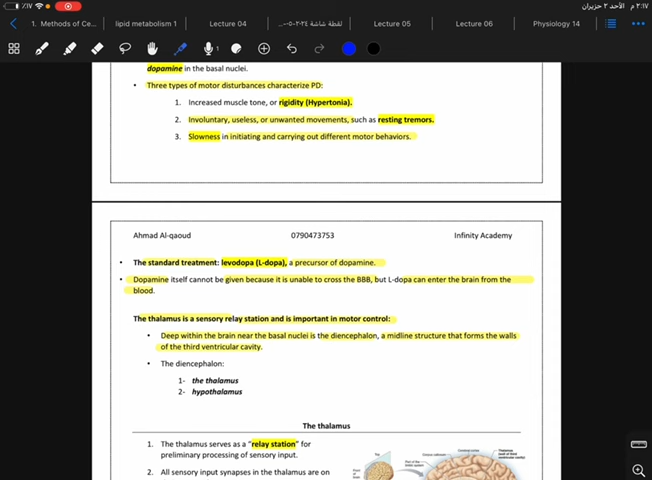 ٢:١٧ م الأحد ٢ حزيران
٪١٧
1. Methods of Ce...
lipid metabolism 1
Lecture 04
لقطة شاشة ٢٠٢٤-٠٥-...
Lecture 05
Lecture 06
Physiology 14
1
dopamine in the basal nuclei.
• Three types of motor disturbances characterize PD:
1. Increased muscle tone, or rigidity (Hypertonia).
2. Involuntary, useless, or unwanted movements, such as resting tremors.
3. Slowness in initiating and carrying out different motor behaviors.
Ahmad Al-qaoud 0790473753 Infinity Academy
• The standard treatment: levodopa (L-dopa), a precursor of dopamine.
• Dopamine itself cannot be given because it is unable to cross the BBB, but L-dopa can enter the brain from the
blood.
The thalamus is a sensory relay station and is important in motor control:
• Deep within the brain near the basal nuclei is the diencephalon, a midline structure that forms the walls
of the third ventricular cavity.
• The diencephalon:
1- the thalamus
2- hypothalamus
The thalamus
1. The thalamus serves as a "relay station" for
preliminary processing of sensory input.
2. All sensory input synapses in the thalamus are on